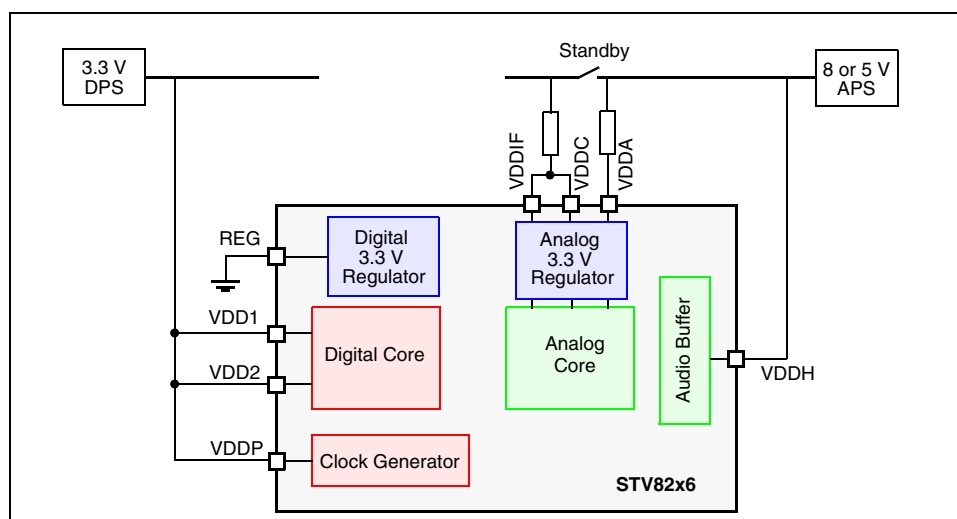 Standby
3.3 V
DPS
8 or 5 V
APS
VDDIF
VDDC
VDDA
REG
Digital
3.3 V
Regulator
Analog
3.3 V
Regulator
VDD1
Digital Core
Analog
Core
Audio Buffer
VDDH
VDD2
VDDP
Clock Generator
STV82x6